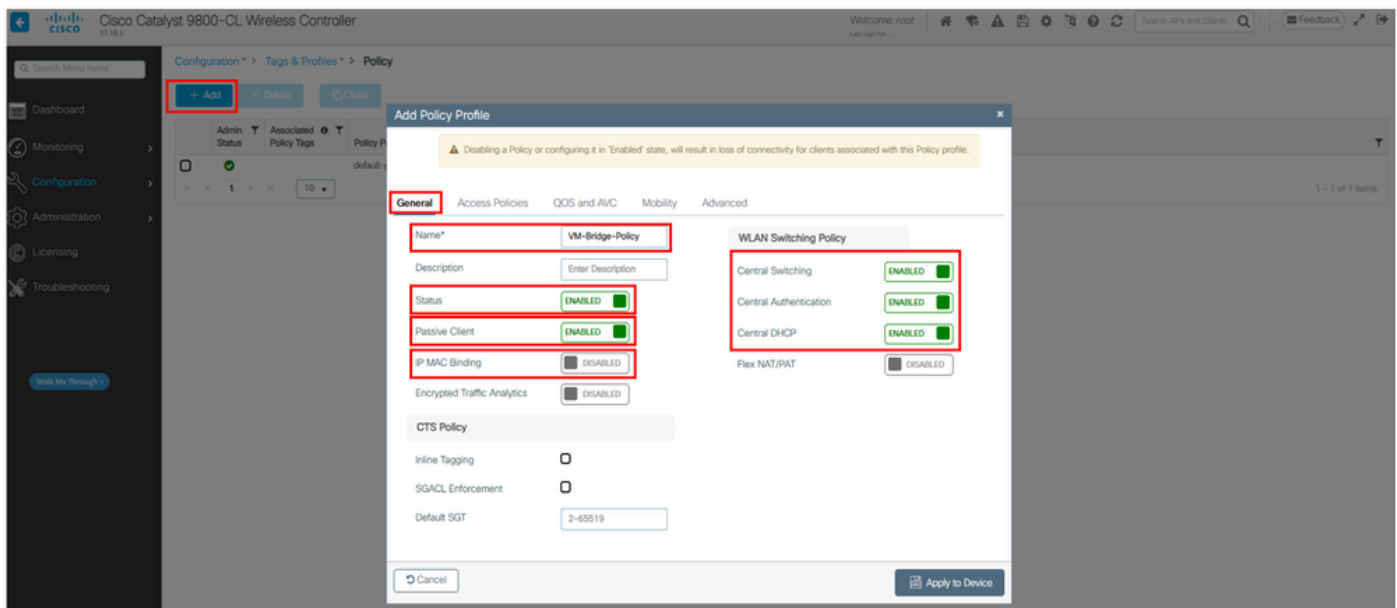 CISCO
Cisco Catalyst 9800-CL Wireless Controller
17.15.3
Welcome root
Search APs and Clients
Feedback
Search Menu Items
Dashboard
Monitoring
Configuration
Administration
Licensing
Troubleshooting
Walk Me Through
Configuration > Tags & Profiles > Policy
+ Add
× Delete
Clone
Admin Status
Associated Policy Tags
Policy P
default-p
1
10
1 - 1 of 1 items
Add Policy Profile
Disabling a Policy or configuring it in 'Enabled' state, will result in loss of connectivity for clients associated with this Policy profile.
General Access Policies QOS and AVC Mobility Advanced
Name* VM-Bridge-Policy
Description Enter Description
Status ENABLED
Passive Client ENABLED
IP MAC Binding DISABLED
Encrypted Traffic Analytics DISABLED
CTS Policy
Inline Tagging
SGACL Enforcement
Default SGT 2-65519
WLAN Switching Policy
Central Switching ENABLED
Central Authentication ENABLED
Central DHCP ENABLED
Flex NAT/PAT DISABLED
Cancel
Apply to Device